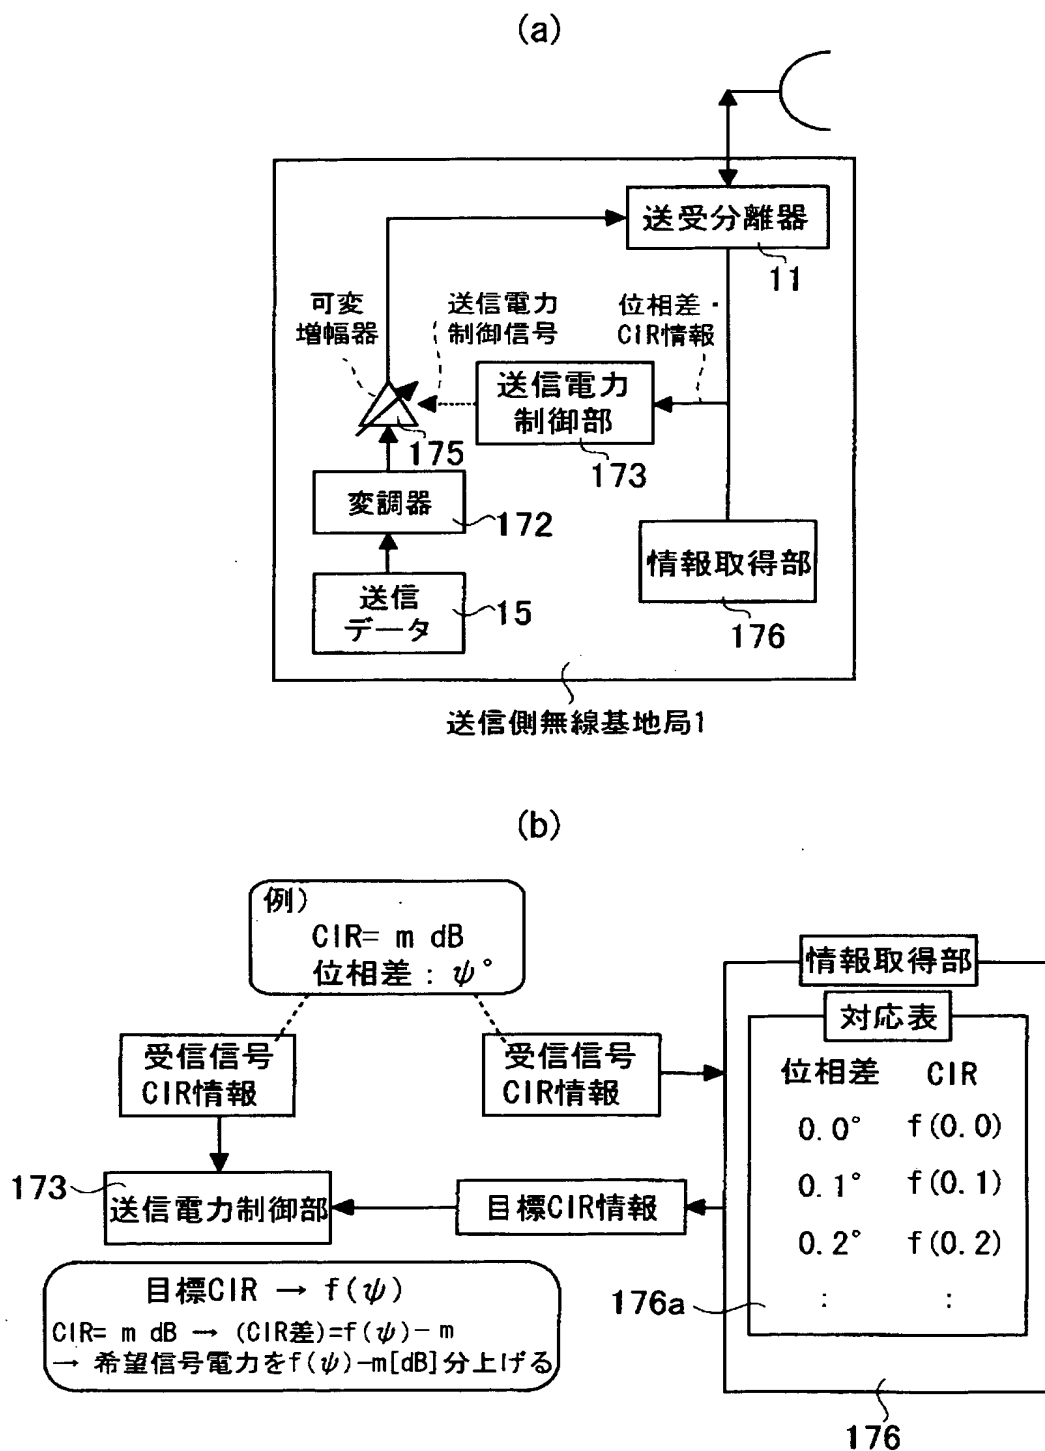 (a)
送受分離器
11
可変
増幅器
送信電力
制御信号
位相差・
CIR情報
送信電力
制御部
175
173
変調器
172
情報取得部
送信
データ
15
176
送信側無線基地局1
(b)
例)
CIR= m dB
位相差：ψ°
情報取得部
対応表
受信信号
CIR情報
受信信号
CIR情報
位相差 CIR
0.0° f(0.0)
0.1° f(0.1)
0.2° f(0.2)
: :
173
送信電力制御部
目標CIR情報
176a
目標CIR → f(ψ)
CIR= m dB → (CIR差)=f(ψ)−m
→ 希望信号電力をf(ψ)−m[dB]分上げる
176